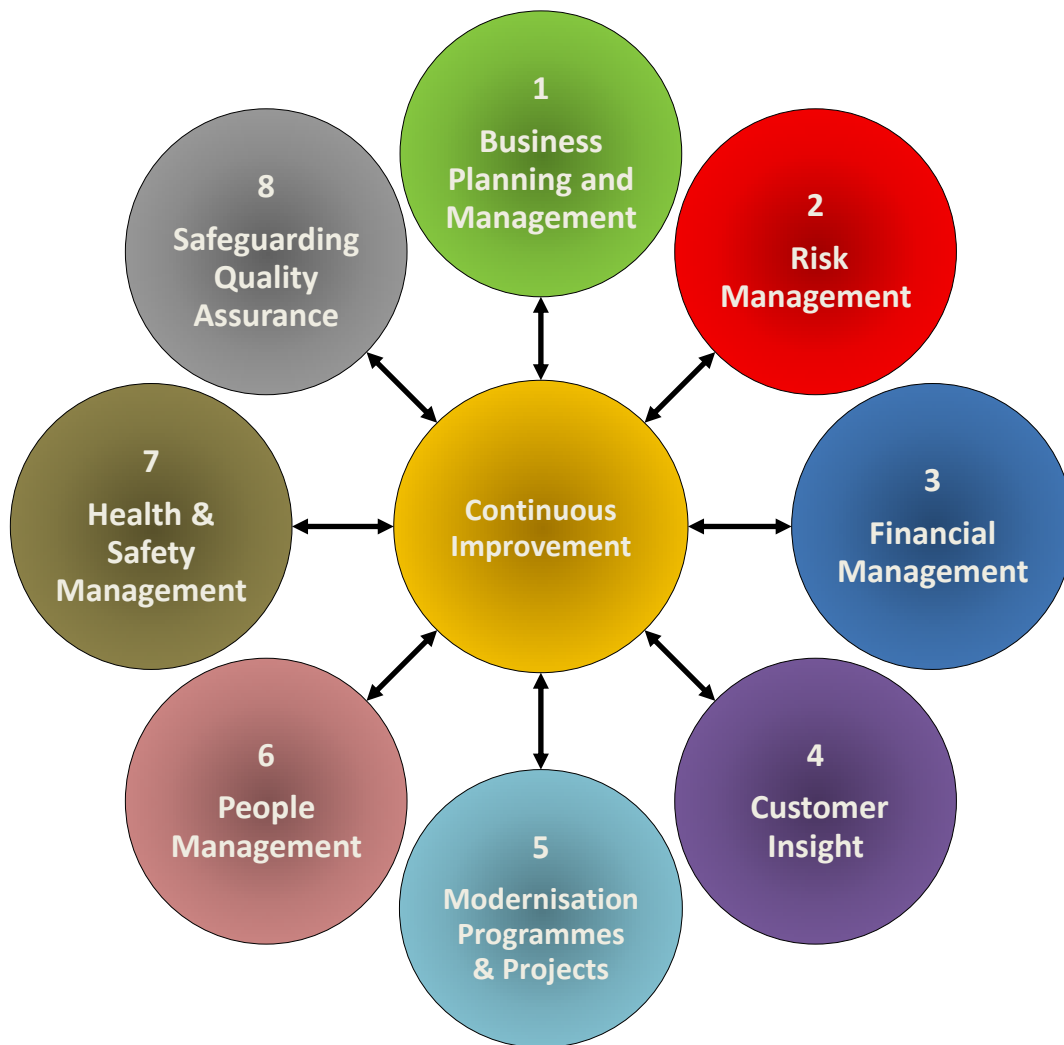 1
Business
Planning and
Management
2
Risk
Management
3
Financial
Management
4
Customer
Insight
5
Modernisation
Programmes
& Projects
6
People
Management
7
Health &
Safety
Management
8
Safeguarding
Quality
Assurance
Continuous
Improvement